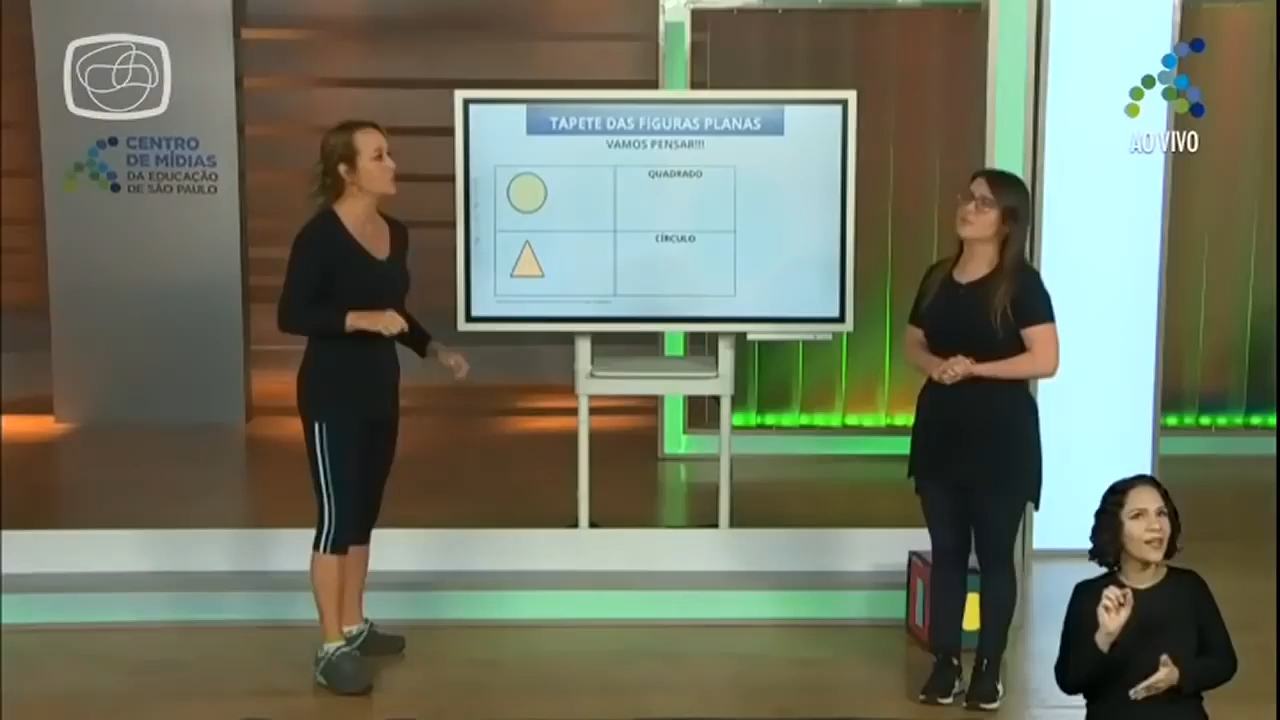 CENTRO
DE MÍDIAS
DA EDUCAÇÃO
DE SÃO PAULO
TAPETE DAS FIGURAS PLANAS
VAMOS PENSAR!!!
QUADRADO
CÍRCULO
AO VIVO